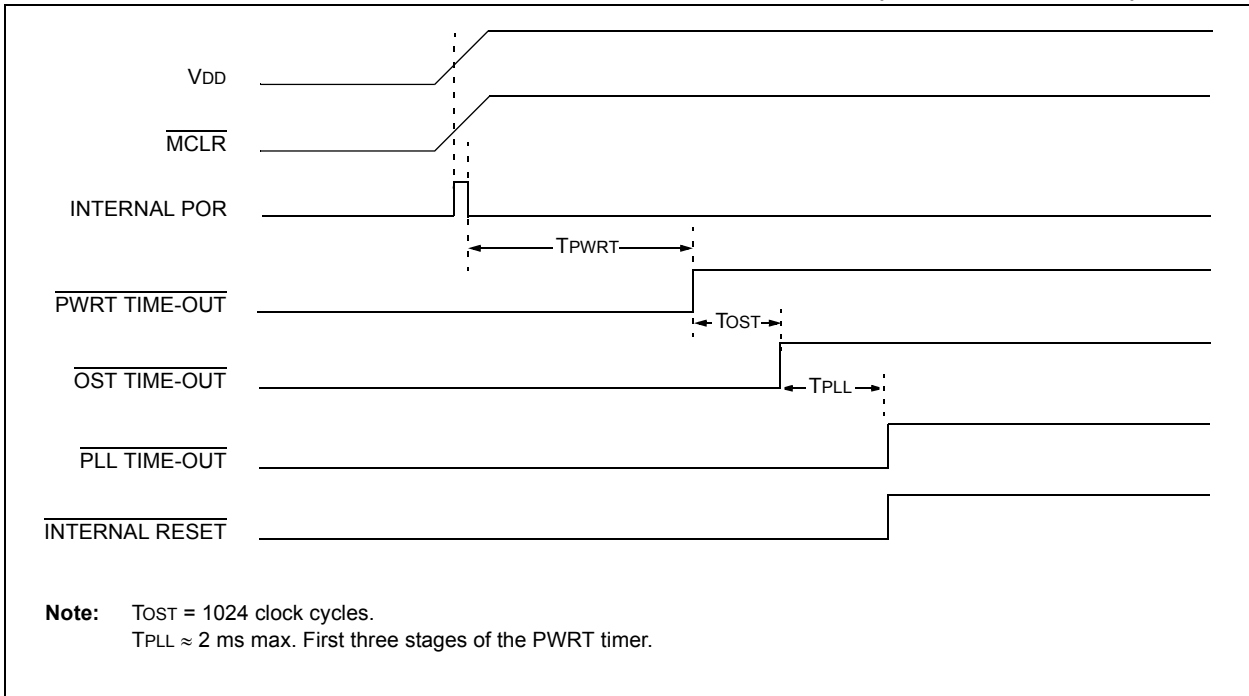 VDD
MCLR
INTERNAL POR
TPWRT
PWRT TIME-OUT
TOST
OST TIME-OUT
TPLL
PLL TIME-OUT
INTERNAL RESET
Note: TOST = 1024 clock cycles.
TPLL ≈ 2 ms max. First three stages of the PWRT timer.